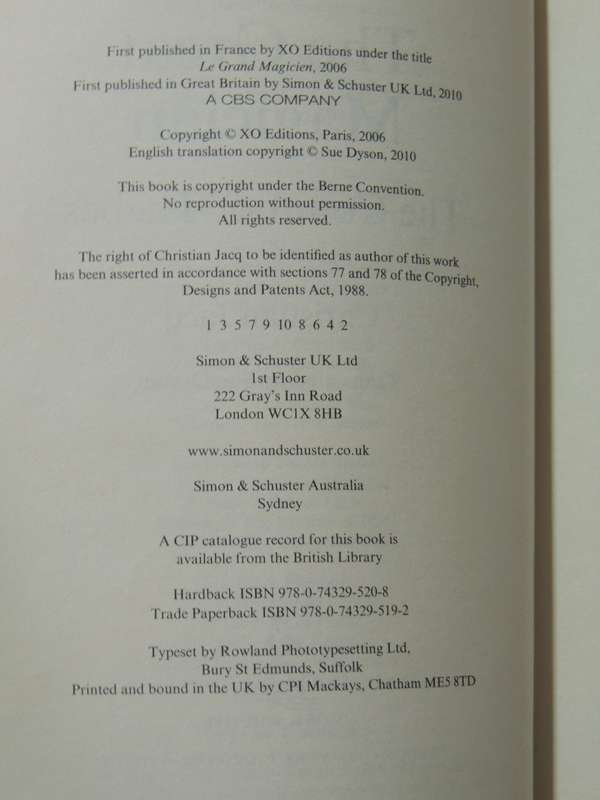 First published in France by XO Editions under the title
Le Grand Magicien, 2006
First published in Great Britain by Simon & Schuster UK Ltd, 2010
A CBS COMPANY
Copyright © XO Editions, Paris, 2006
English translation copyright © Sue Dyson, 2010
This book is copyright under the Berne Convention.
No reproduction without permission.
All rights reserved.
The right of Christian Jacq to be identified as author of this work
has been asserted in accordance with sections 77 and 78 of the Copyright,
Designs and Patents Act, 1988.
1 3 5 7 9 10 8 6 4 2
Simon & Schuster UK Ltd
1st Floor
222 Gray's Inn Road
London WC1X 8HB
www.simonandschuster.co.uk
Simon & Schuster Australia
Sydney
A CIP catalogue record for this book is
available from the British Library
Hardback ISBN 978-0-74329-520-8
Trade Paperback ISBN 978-0-74329-519-2
Typeset by Rowland Phototypesetting Ltd,
Bury St Edmunds, Suffolk
Printed and bound in the UK by CPI Mackays, Chatham ME5 8TD